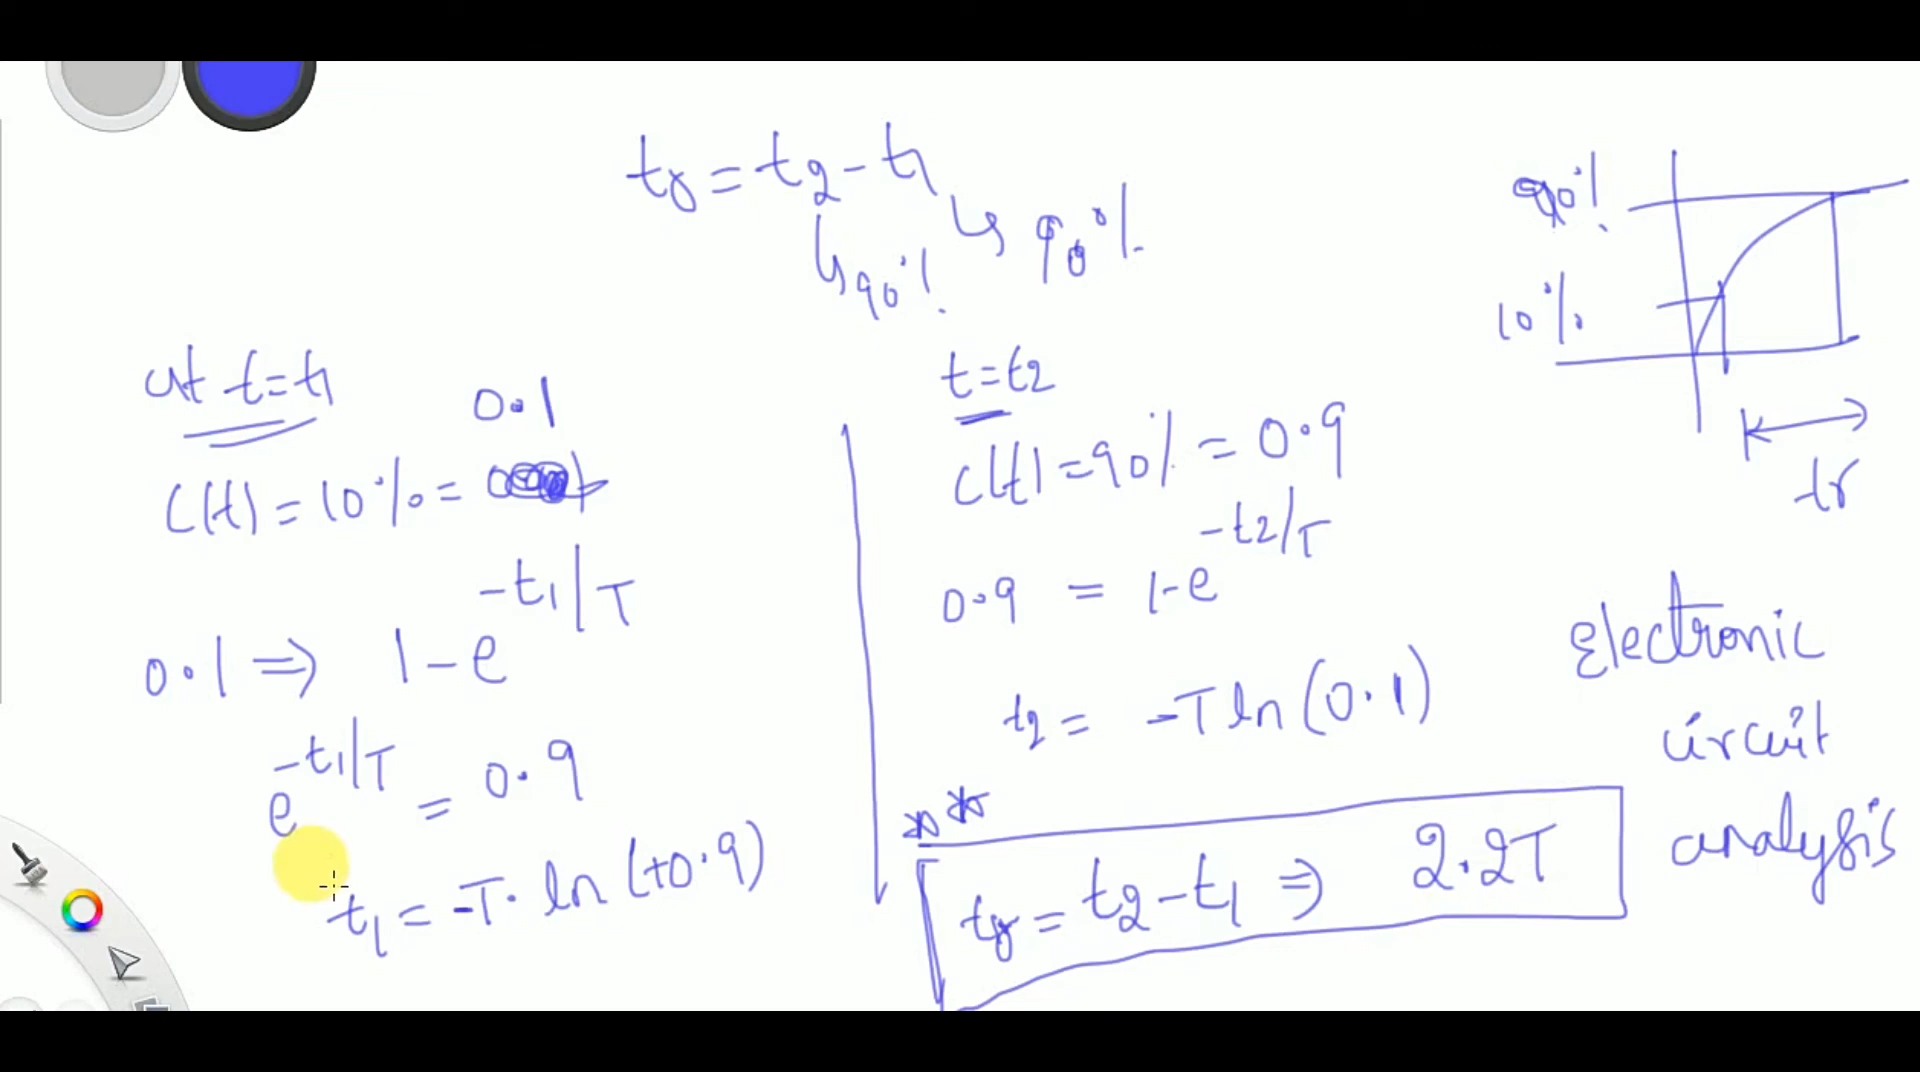 tr = t2 - t1
↳ 90%
↳ 90%
at t = t1
0.1
C(t) = 10% =
0.1 ⇒ 1 - e^{-t1/T}
e^{-t1/T} = 0.9
t1 = -T. ln (+0.9)
t = t2
C(t) = 90% = 0.9
0.9 = 1 - e^{-t2/T}
t2 = -T ln (0.1)
**
tr = t2 - t1 ⇒ 2.2T
90%
10%
tr
Electronic
circuit
analysis